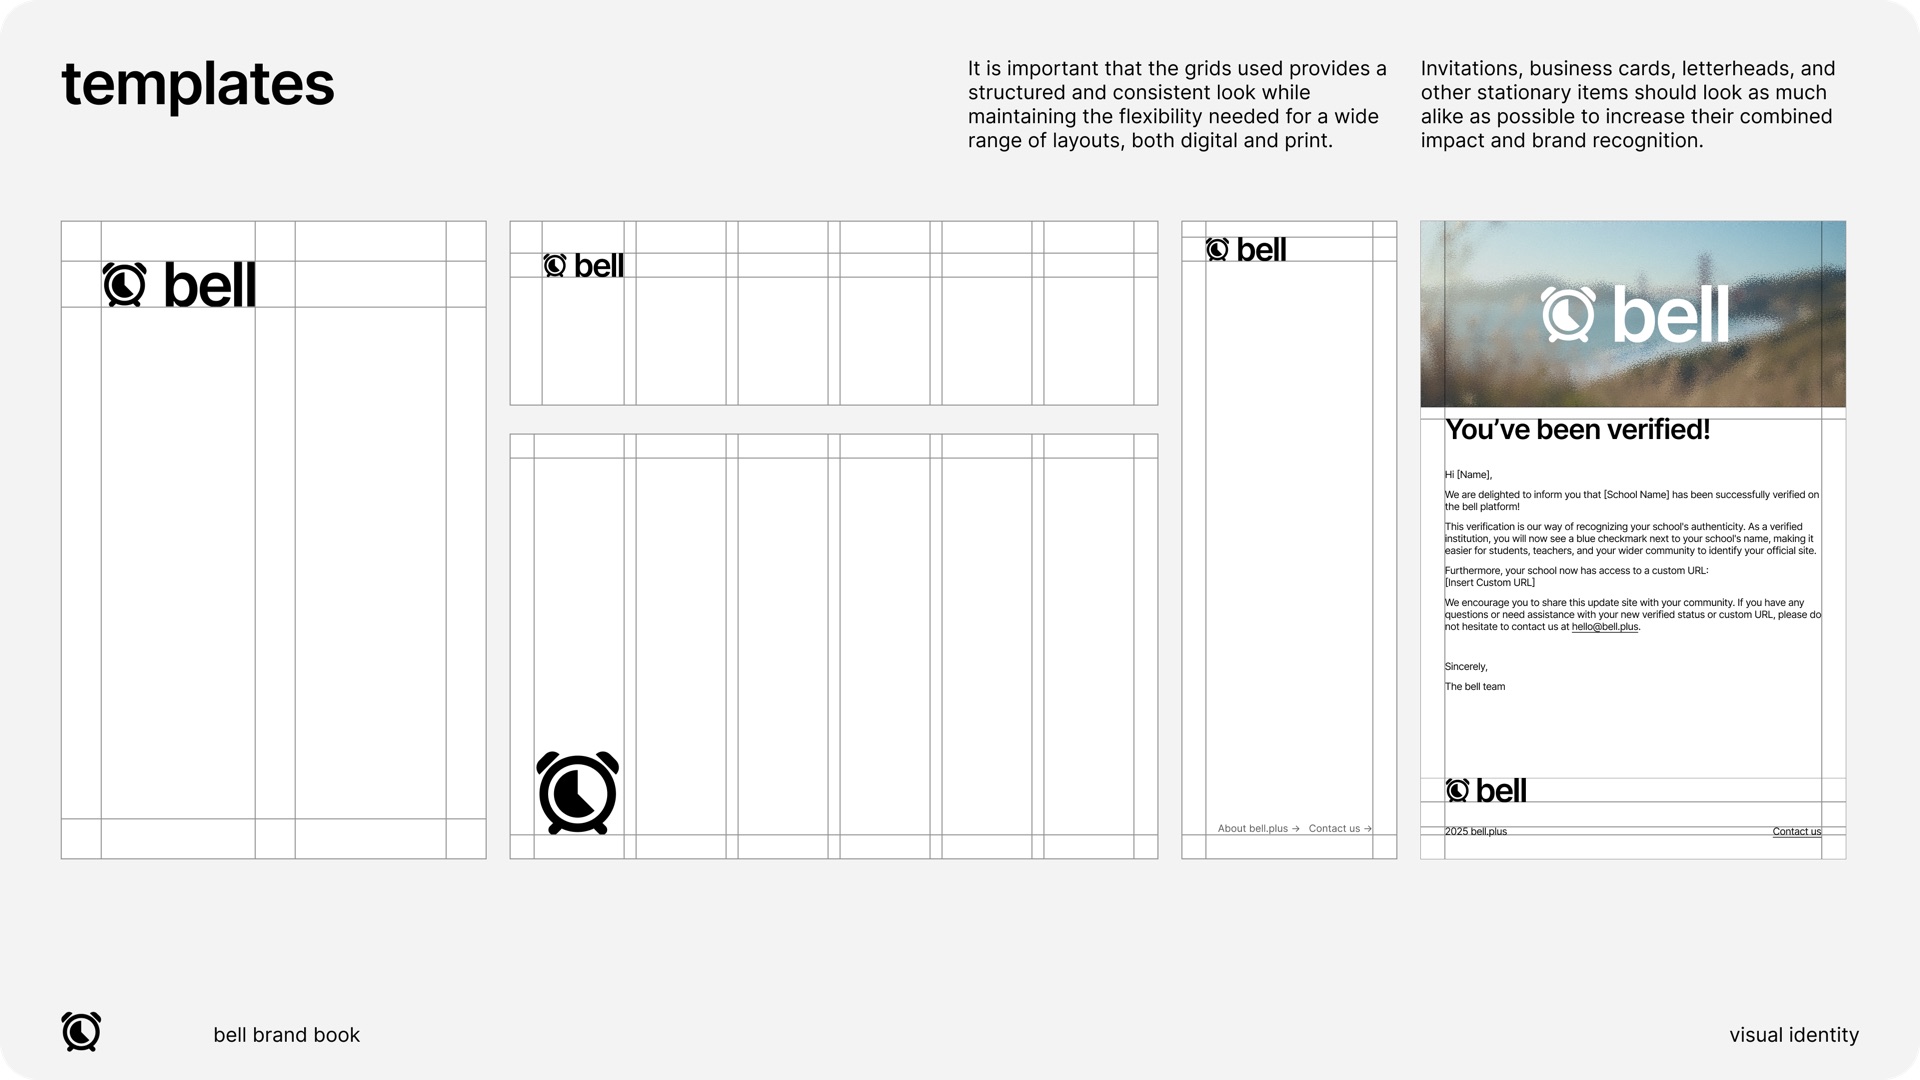 templates
It is important that the grids used provides a
structured and consistent look while
maintaining the flexibility needed for a wide
range of layouts, both digital and print.
Invitations, business cards, letterheads, and
other stationary items should look as much
alike as possible to increase their combined
impact and brand recognition.
bell
bell
bell
About bell.plus → Contact us →
bell
You’ve been verified!
Hi [Name],
We are delighted to inform you that [School Name] has been successfully verified on
the bell platform!
This verification is our way of recognizing your school's authenticity. As a verified
institution, you will now see a blue checkmark next to your school's name, making it
easier for students, teachers, and your wider community to identify your official site.
Furthermore, your school now has access to a custom URL:
[Insert Custom URL]
We encourage you to share this update site with your community. If you have any
questions or need assistance with your new verified status or custom URL, please do
not hesitate to contact us at hello@bell.plus.
Sincerely,
The bell team
bell
2025 bell.plus
Contact us
bell brand book
visual identity